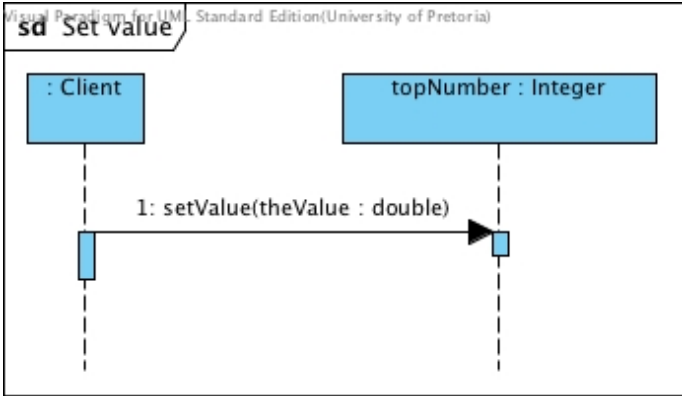 Visual Paradigm for UML Standard Edition(University of Pretoria)
sd Set value
: Client
topNumber : Integer
1: setValue(theValue : double)